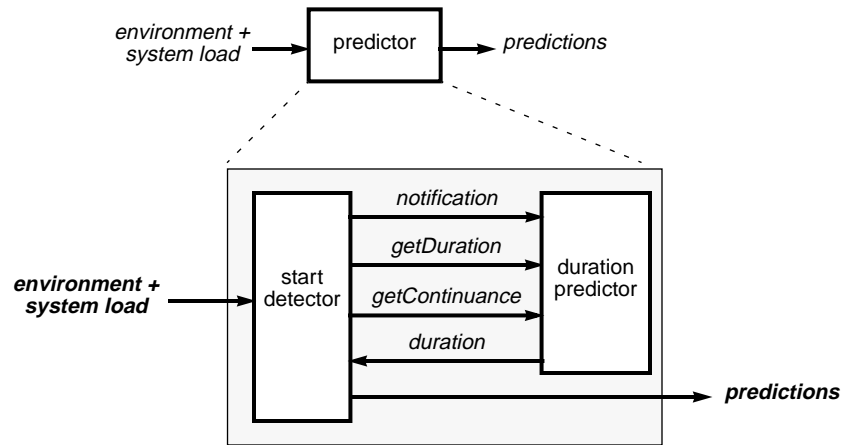 environment +
system load
predictor
predictions
notification
getDuration
start
detector
duration
predictor
environment +
system load
getContinuance
duration
predictions